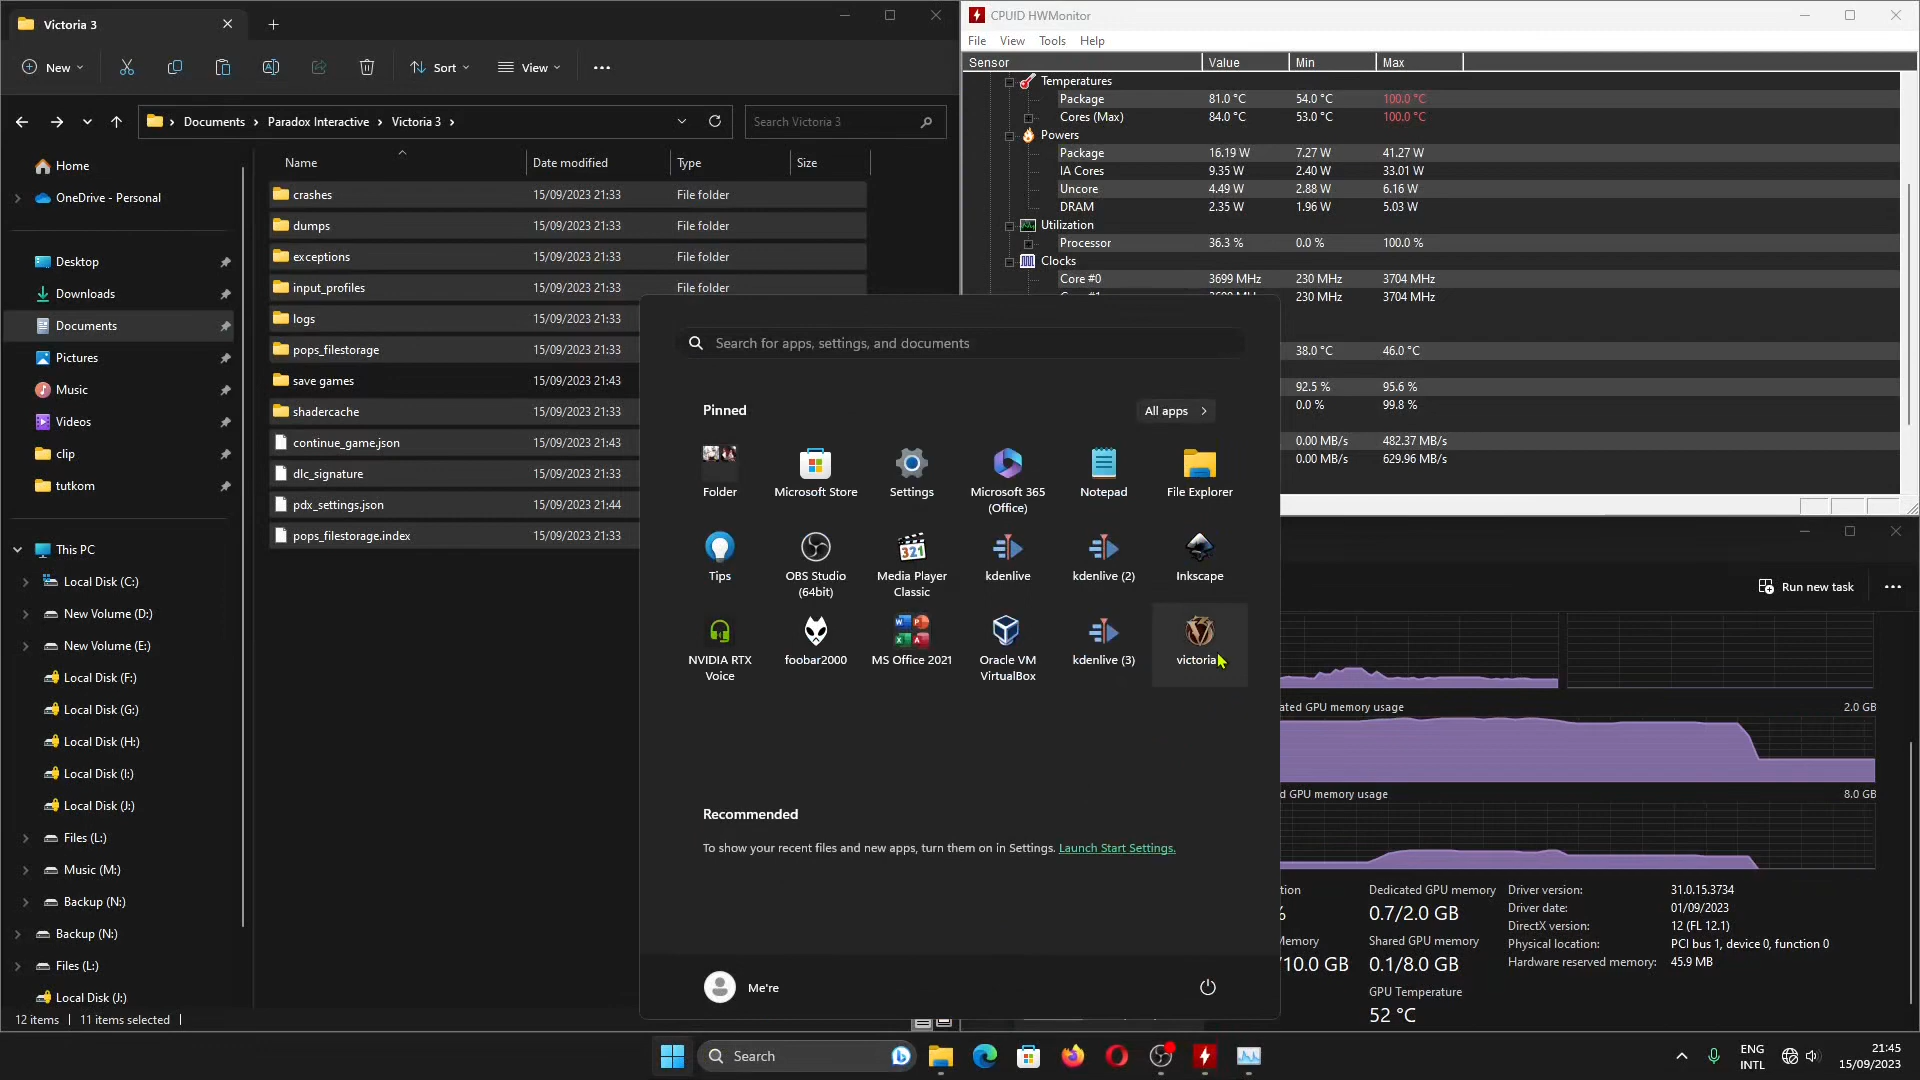 Victoria 3
New
Sort
View
Documents
Paradox Interactive
Victoria 3
Search Victoria 3
Home
OneDrive - Personal
Desktop
Downloads
Documents
Pictures
Music
Videos
clip
tutkom
This PC
Local Disk (C:)
New Volume (D:)
New Volume (E:)
Local Disk (F:)
Local Disk (G:)
Local Disk (H:)
Local Disk (I:)
Local Disk (J:)
Files (L:)
Music (M:)
Backup (N:)
Backup (N:)
Files (L:)
Local Disk (J:)
Name Date modified Type Size
crashes 15/09/2023 21:33 File folder
dumps 15/09/2023 21:33 File folder
exceptions 15/09/2023 21:33 File folder
input_profiles 15/09/2023 21:33 File folder
logs 15/09/2023 21:33
pops_filestorage 15/09/2023 21:33
save games 15/09/2023 21:43
shadercache 15/09/2023 21:33
continue_game.json 15/09/2023 21:43
dlc_signature 15/09/2023 21:33
pdx_settings.json 15/09/2023 21:44
pops_filestorage.index 15/09/2023 21:33
12 items 11 items selected
CPUID HWMonitor
File View Tools Help
Sensor Value Min Max
Temperatures
Package 81.0 °C 54.0 °C 100.0 °C
Cores (Max) 84.0 °C 53.0 °C 100.0 °C
Powers
Package 16.19 W 7.27 W 41.27 W
IA Cores 9.35 W 2.40 W 33.01 W
Uncore 4.49 W 2.88 W 6.16 W
DRAM 2.35 W 1.96 W 5.03 W
Utilization
Processor 36.3 % 0.0 % 100.0 %
Clocks
Core #0 3699 MHz 230 MHz 3704 MHz
230 MHz 3704 MHz
38.0 °C 46.0 °C
92.5 % 95.6 %
0.0 % 99.8 %
0.00 MB/s 482.37 MB/s
0.00 MB/s 629.96 MB/s
Search for apps, settings, and documents
Pinned
All apps
Folder
Microsoft Store
Settings
Microsoft 365 (Office)
Notepad
File Explorer
Tips
OBS Studio (64bit)
Media Player Classic
kdenlive
kdenlive (2)
Inkscape
NVIDIA RTX Voice
foobar2000
MS Office 2021
Oracle VM VirtualBox
kdenlive (3)
victoria
Recommended
To show your recent files and new apps, turn them on in Settings. Launch Start Settings.
Me're
Run new task
ated GPU memory usage 2.0 GB
d GPU memory usage 8.0 GB
tion
%
Memory
/10.0 GB
Dedicated GPU memory
0.7/2.0 GB
Shared GPU memory
0.1/8.0 GB
GPU Temperature
52 °C
Driver version: 31.0.15.3734
Driver date: 01/09/2023
DirectX version: 12 (FL 12.1)
Physical location: PCI bus 1, device 0, function 0
Hardware reserved memory: 45.9 MB
Search
ENG
INTL
21:45
15/09/2023